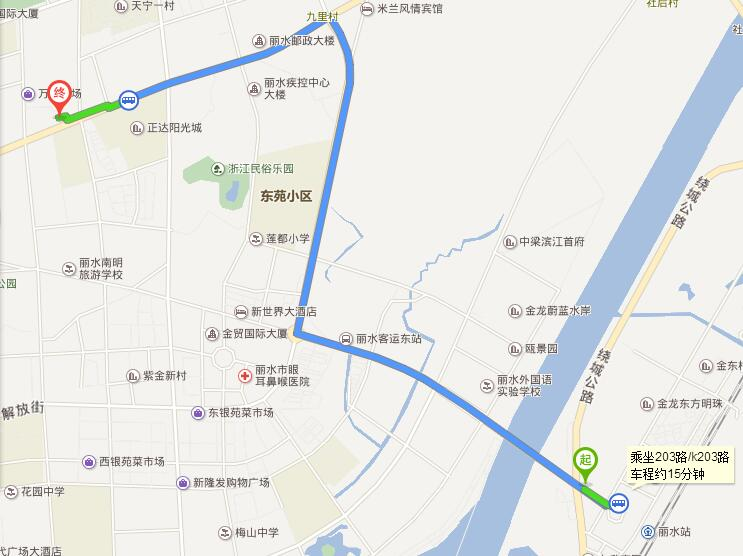 国际大厦
天宁一村
九里村
米兰风情宾馆
社后村
丽水邮政大楼
丽水疾控中心
大楼
终
正达阳光城
浙江民俗乐园
东苑小区
绕城公路
莲都小学
中梁滨江首府
丽水南明
旅游学校
公园
新世界大酒店
金龙蔚蓝水岸
金贸国际大厦
丽水客运东站
瓯景园
绕城公路
丽水市眼
耳鼻喉医院
紫金新村
丽水外国语
实验学校
金东村
解放街
东银苑菜市场
金龙东方明珠
西银苑菜市场
起
乘坐203路/k203路
车程约15分钟
新隆发购物广场
花园中学
梅山中学
丽水站
代广场大酒店